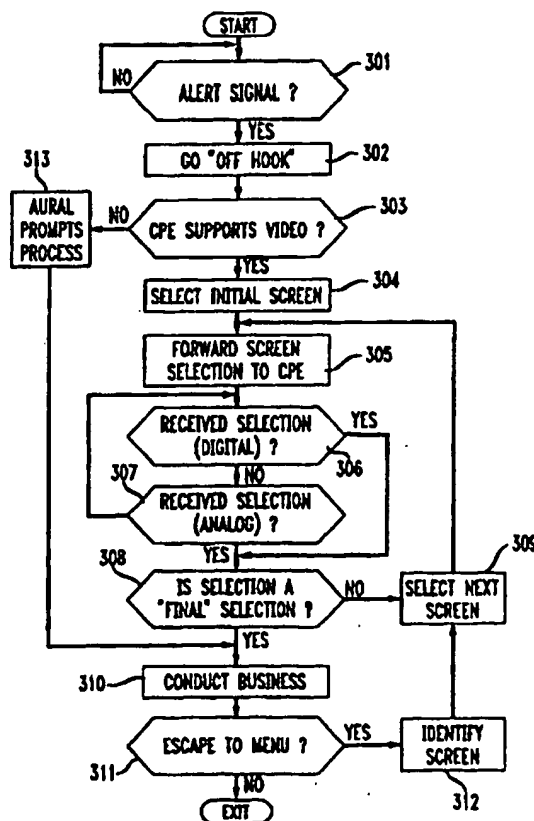 START
NO
ALERT SIGNAL ?
301
YES
GO "OFF HOOK"
302
313
AURAL
PROMPTS
PROCESS
NO
CPE SUPPORTS VIDEO ?
303
YES
SELECT INITIAL SCREEN
304
FORWARD SCREEN
SELECTION TO CPE
305
RECEIVED SELECTION
(DIGITAL) ?
YES
306
NO
307
RECEIVED SELECTION
(ANALOG) ?
YES
308
IS SELECTION A
"FINAL" SELECTION ?
NO
309
SELECT NEXT
SCREEN
YES
310
CONDUCT BUSINESS
ESCAPE TO MENU ?
311
YES
IDENTIFY
SCREEN
312
NO
EXIT